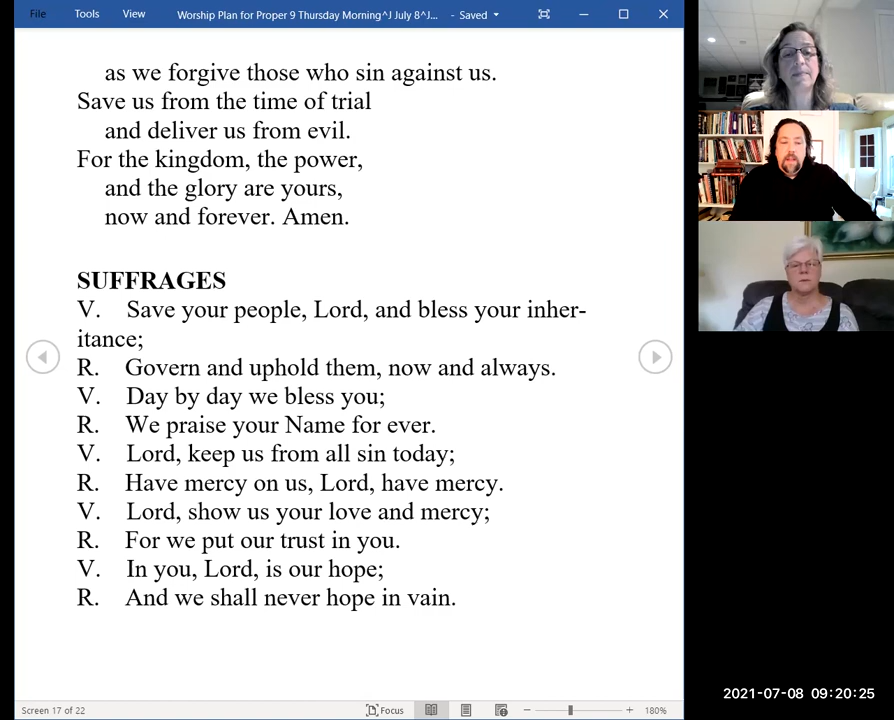 File Tools View Worship Plan for Proper 9 Thursday Morning^J July 8^J... - Saved
as we forgive those who sin against us.
Save us from the time of trial
and deliver us from evil.
For the kingdom, the power,
and the glory are yours,
now and forever. Amen.
SUFFRAGES
V. Save your people, Lord, and bless your inher-
itance;
R. Govern and uphold them, now and always.
V. Day by day we bless you;
R. We praise your Name for ever.
V. Lord, keep us from all sin today;
R. Have mercy on us, Lord, have mercy.
V. Lord, show us your love and mercy;
R. For we put our trust in you.
V. In you, Lord, is our hope;
R. And we shall never hope in vain.
Screen 17 of 22 Focus 180%
2021-07-08 09:20:25